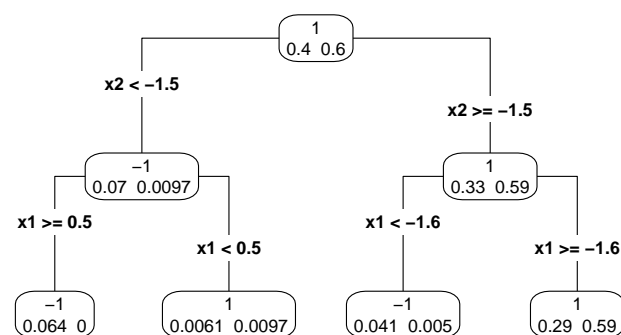 1
0.4 0.6
x2 < −1.5
x2 >= −1.5
−1
0.07 0.0097
1
0.33 0.59
x1 >= 0.5
x1 < 0.5
x1 < −1.6
x1 >= −1.6
−1
0.064 0
1
0.0061 0.0097
−1
0.041 0.005
1
0.29 0.59